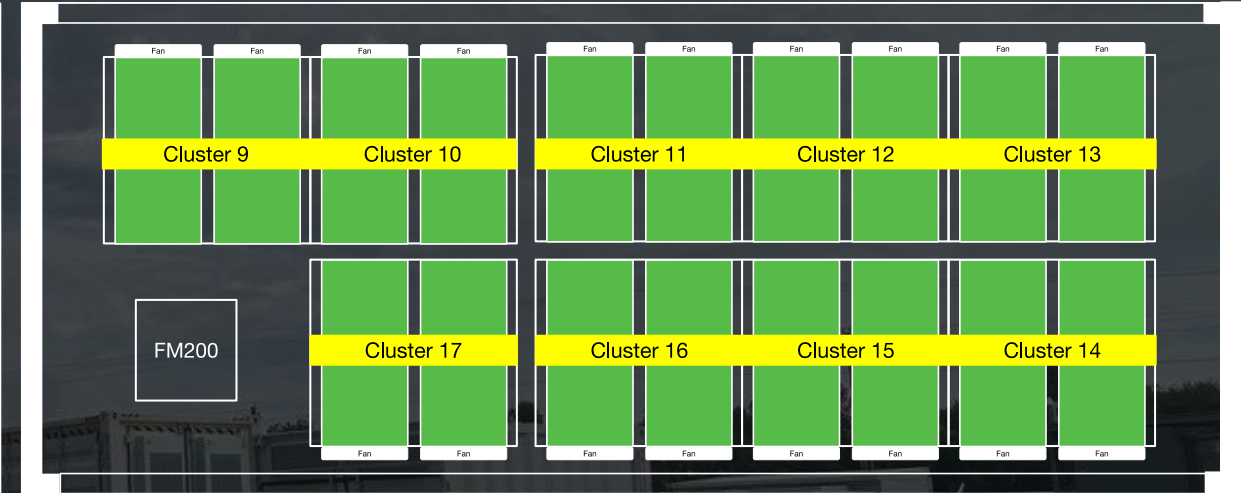 Fan Fan Fan Fan Fan Fan Fan Fan Fan Fan
Cluster 9 Cluster 10 Cluster 11 Cluster 12 Cluster 13
FM200 Cluster 17 Cluster 16 Cluster 15 Cluster 14
Fan Fan Fan Fan Fan Fan Fan Fan